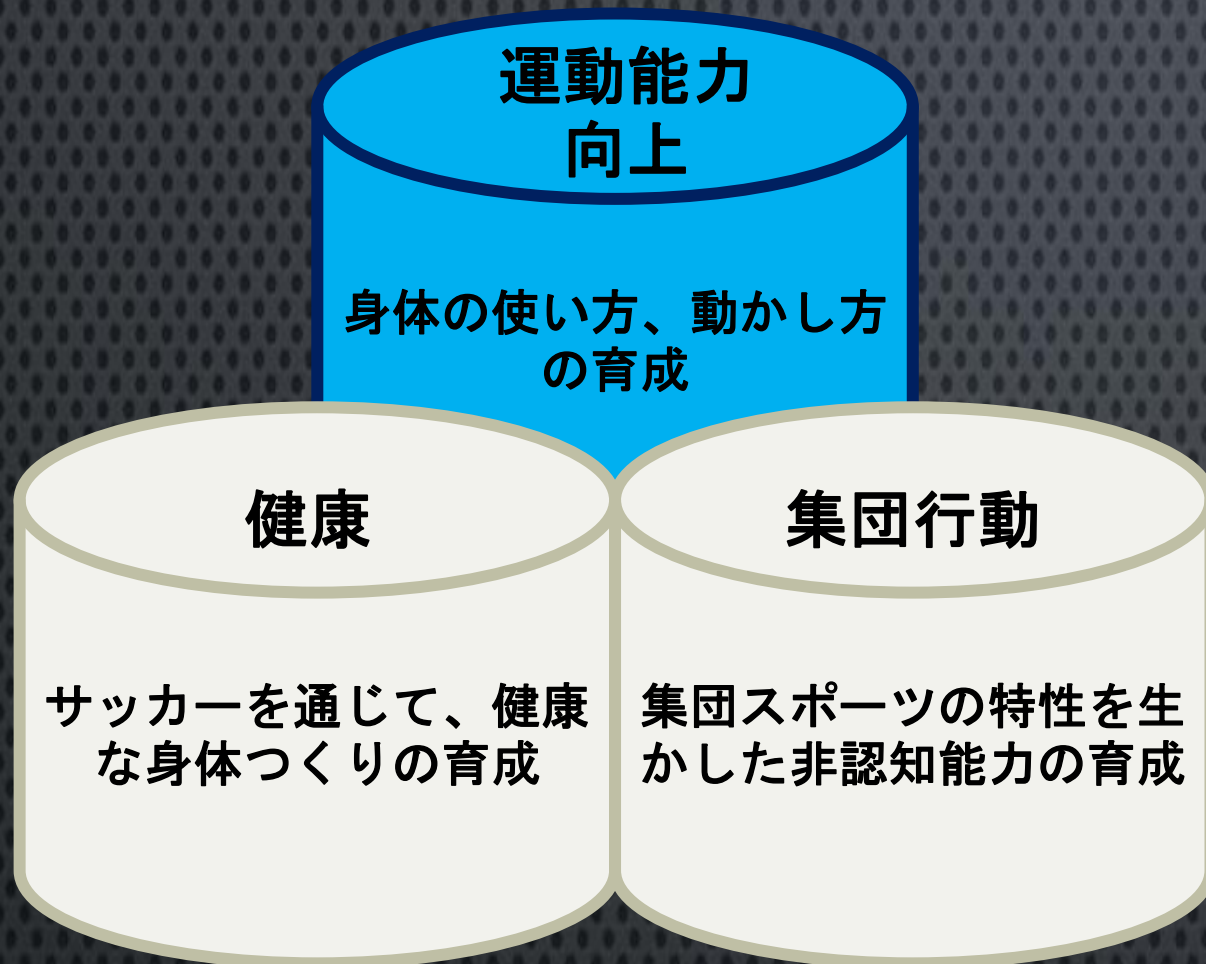 運動能力
向上
身体の使い方、動かし方
の育成
健康
サッカーを通じて、健康
な身体つくりの育成
集団行動
集団スポーツの特性を生
かした非認知能力の育成